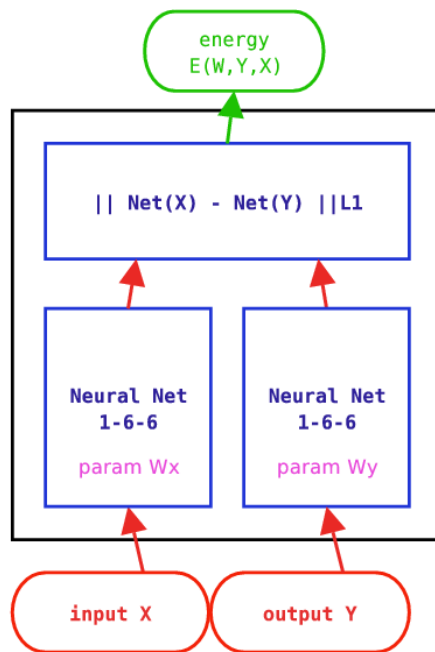 energy
E(W,Y,X)
|| Net(X) - Net(Y) ||L1
Neural Net
1-6-6
param Wx
Neural Net
1-6-6
param Wy
input X
output Y